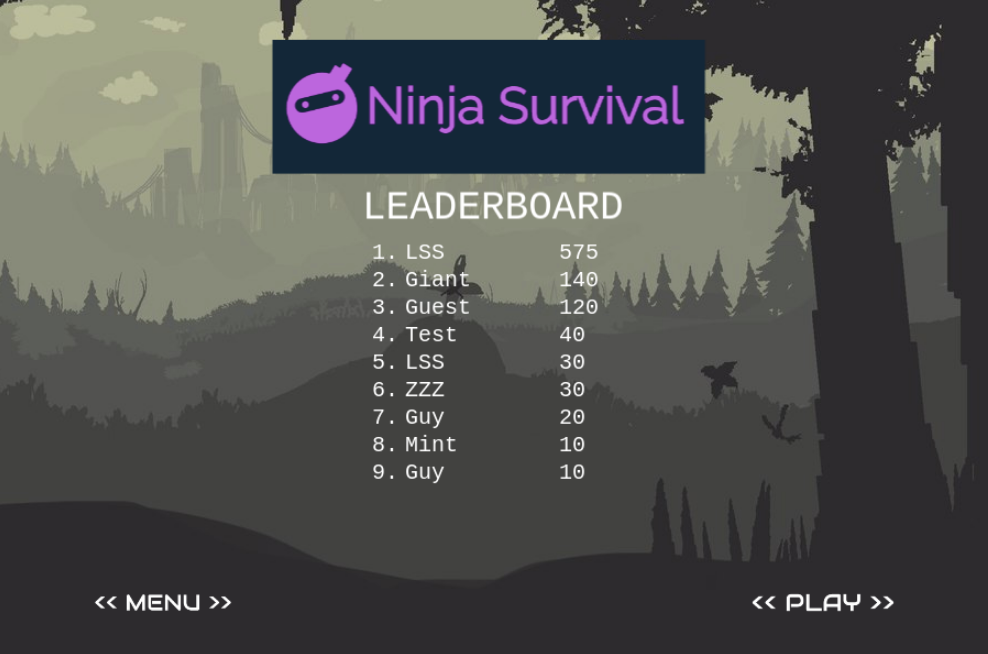 Ninja Survival
LEADERBOARD
1. LSS 575
2. Giant 140
3. Guest 120
4. Test 40
5. LSS 30
6. ZZZ 30
7. Guy 20
8. Mint 10
9. Guy 10
<< MENU >> << PLAY >>